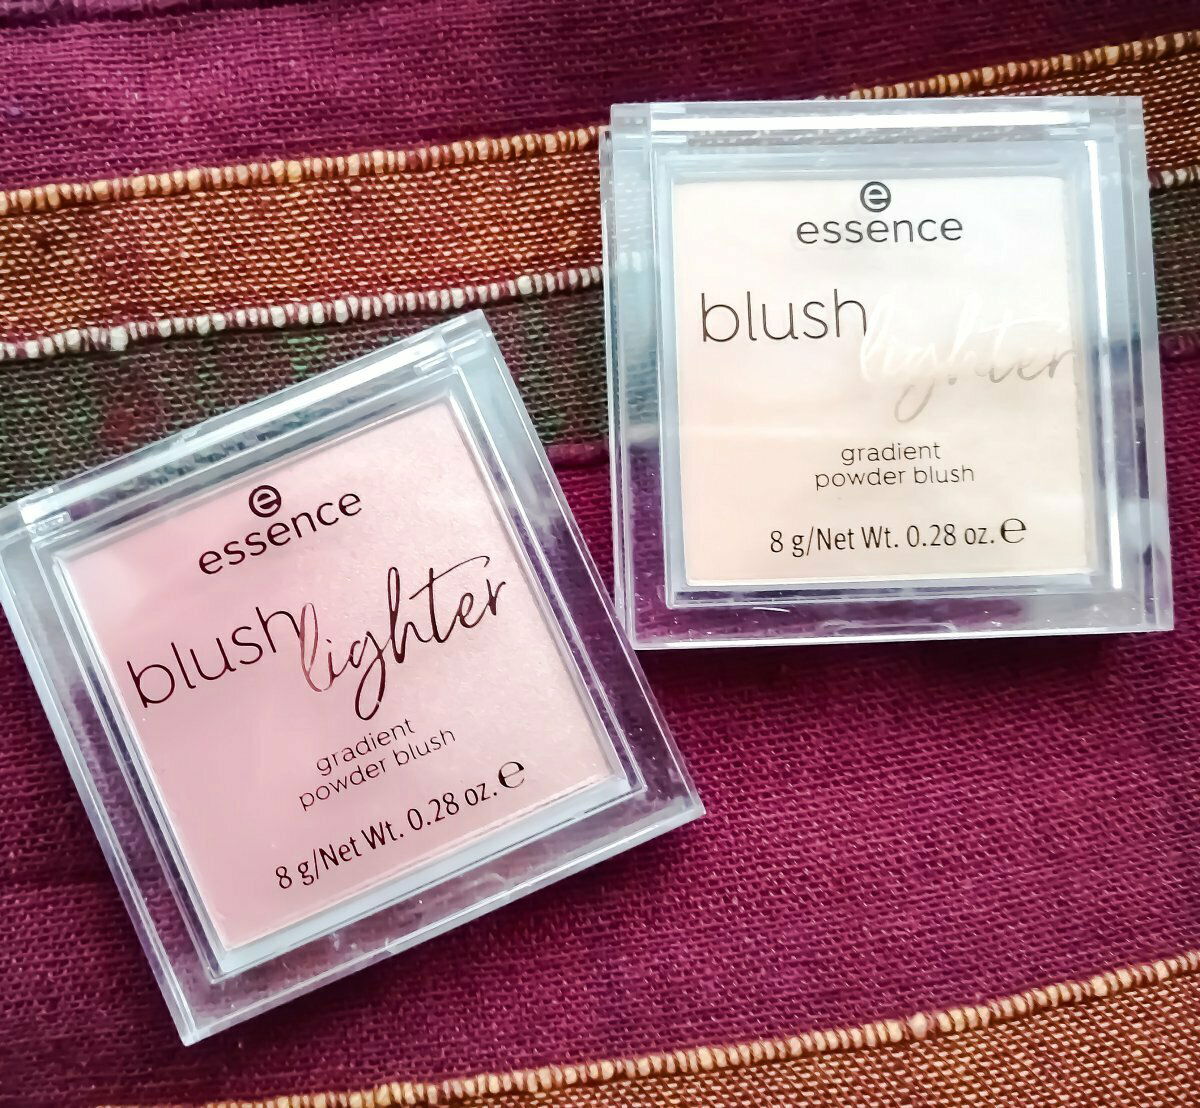 essence
blush lighter
gradient
powder blush
8 g/Net Wt. 0.28 oz. ℮
essence
blush lighter
gradient
powder blush
8 g/Net Wt. 0.28 oz. ℮